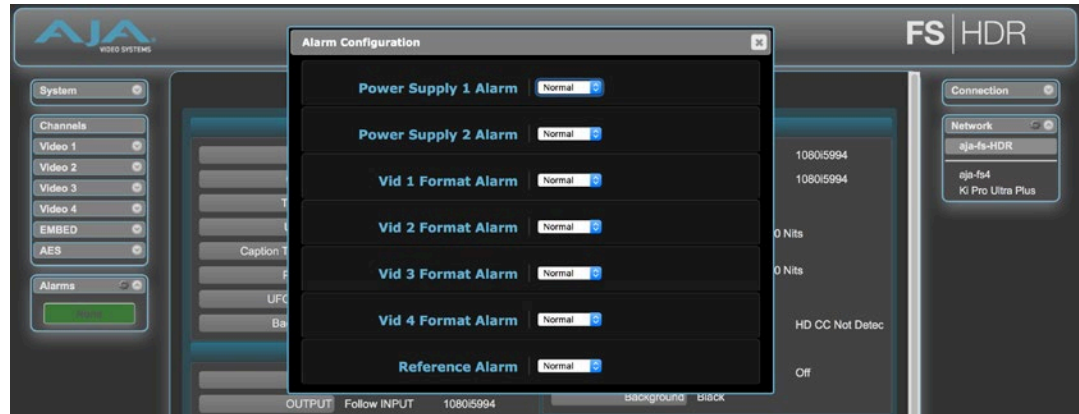 AJA
VIDEO SYSTEMS
FS HDR
Alarm Configuration
Power Supply 1 Alarm Normal
Power Supply 2 Alarm Normal
Vid 1 Format Alarm Normal
Vid 2 Format Alarm Normal
Vid 3 Format Alarm Normal
Vid 4 Format Alarm Normal
Reference Alarm Normal
System
Channels
Video 1
Video 2
Video 3
Video 4
EMBED
AES
Alarms
None
Caption T
UFC
Ba
OUTPUT Follow INPUT 1080i5994
1080i5994
1080i5994
0 Nits
0 Nits
HD CC Not Detec
Off
Background Black
Connection
Network
aja-fs-HDR
aja-fs4
Ki Pro Ultra Plus